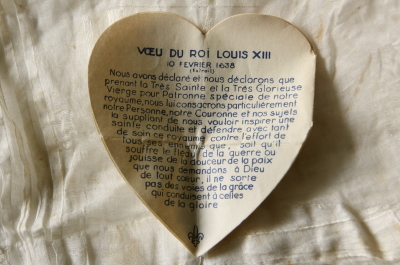 VŒU DU ROI LOUIS XIII
10 FÉVRIER 1638
(Extrait)
Nous avons déclaré et nous déclarons que
prenant la Très Sainte et la Très Glorieuse
Vierge pour Patronne spéciale de notre
royaume, nous lui consacrons particulièrement
notre Personne, notre Couronne et nos sujets
la suppliant de nous vouloir inspirer une
sainte conduite et défendre avec tant
de soin ce royaume contre l'effort de
tous ses ennemis que, soit qu'il
souffre le fléau de la guerre ou
jouisse de la douceur de la paix
que nous demandons à Dieu
de tout cœur, il ne sorte
pas des voies de la grâce
qui conduisent à celles
de la gloire